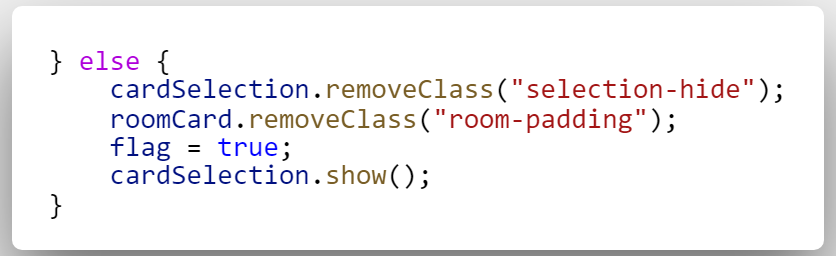 } else {
    cardSelection.removeClass("selection-hide");
    roomCard.removeClass("room-padding");
    flag = true;
    cardSelection.show();
}